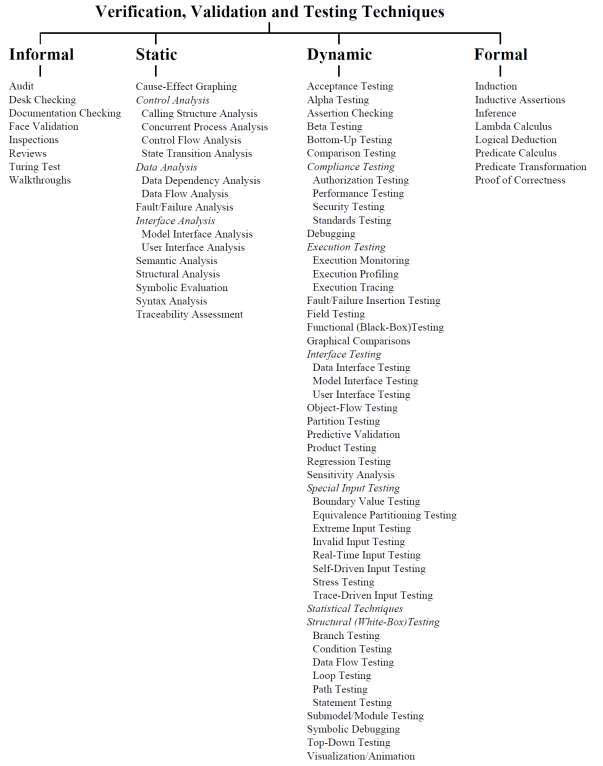 Verification, Validation and Testing Techniques
Informal
Audit
Desk Checking
Documentation Checking
Face Validation
Inspections
Reviews
Turing Test
Walkthroughs
Static
Cause-Effect Graphing
Control Analysis
Calling Structure Analysis
Concurrent Process Analysis
Control Flow Analysis
State Transition Analysis
Data Analysis
Data Dependency Analysis
Data Flow Analysis
Fault/Failure Analysis
Interface Analysis
Model Interface Analysis
User Interface Analysis
Semantic Analysis
Structural Analysis
Symbolic Evaluation
Syntax Analysis
Traceability Assessment
Dynamic
Acceptance Testing
Alpha Testing
Assertion Checking
Beta Testing
Bottom-Up Testing
Comparison Testing
Compliance Testing
Authorization Testing
Performance Testing
Security Testing
Standards Testing
Debugging
Execution Testing
Execution Monitoring
Execution Profiling
Execution Tracing
Fault/Failure Insertion Testing
Field Testing
Functional (Black-Box)Testing
Graphical Comparisons
Interface Testing
Data Interface Testing
Model Interface Testing
User Interface Testing
Object-Flow Testing
Partition Testing
Predictive Validation
Product Testing
Regression Testing
Sensitivity Analysis
Special Input Testing
Boundary Value Testing
Equivalence Partitioning Testing
Extreme Input Testing
Invalid Input Testing
Real-Time Input Testing
Self-Driven Input Testing
Stress Testing
Trace-Driven Input Testing
Statistical Techniques
Structural (White-Box)Testing
Branch Testing
Condition Testing
Data Flow Testing
Loop Testing
Path Testing
Statement Testing
Submodel/Module Testing
Symbolic Debugging
Top-Down Testing
Visualization/Animation
Formal
Induction
Inductive Assertions
Inference
Lambda Calculus
Logical Deduction
Predicate Calculus
Predicate Transformation
Proof of Correctness